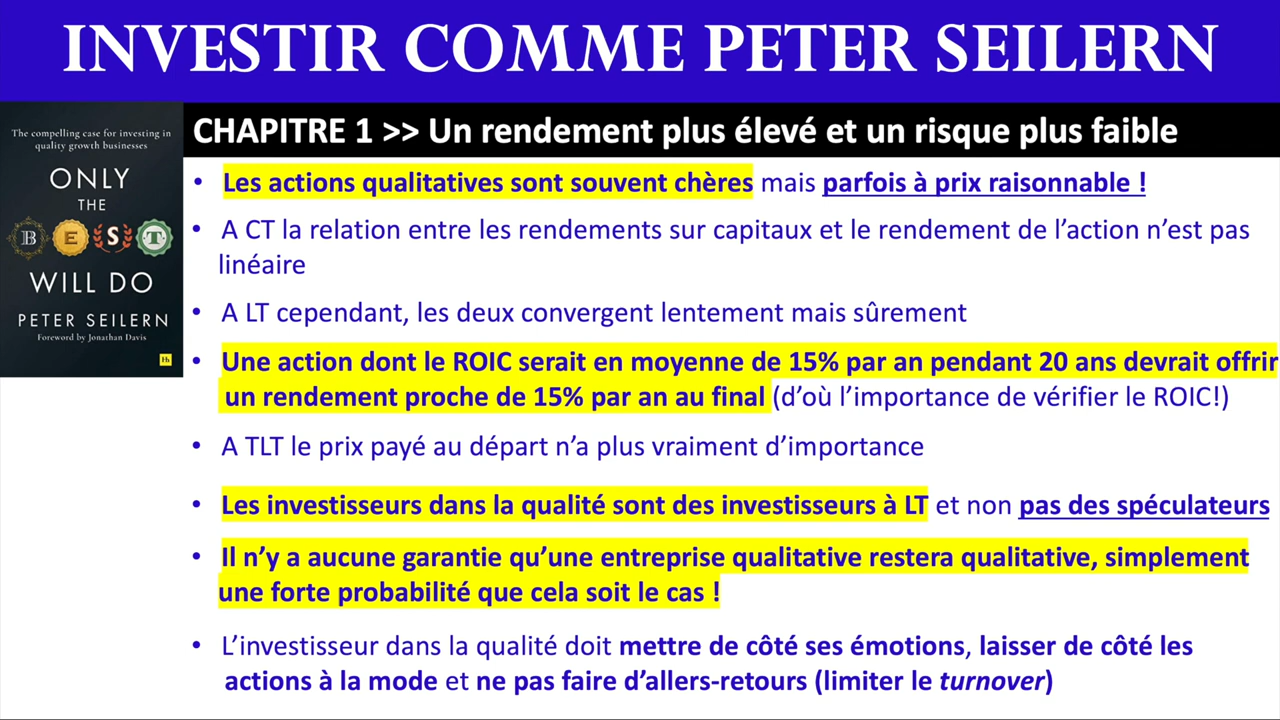 INVESTIR COMME PETER SEILERN
The compelling case for investing in
quality growth businesses
ONLY
THE
BEST
WILL DO
PETER SEILERN
Foreword by Jonathan Davis
Hh
CHAPITRE 1 >> Un rendement plus élevé et un risque plus faible
• Les actions qualitatives sont souvent chères mais parfois à prix raisonnable !
• A CT la relation entre les rendements sur capitaux et le rendement de l’action n’est pas
linéaire
• A LT cependant, les deux convergent lentement mais sûrement
• Une action dont le ROIC serait en moyenne de 15% par an pendant 20 ans devrait offrir
un rendement proche de 15% par an au final (d’où l’importance de vérifier le ROIC!)
• A TLT le prix payé au départ n’a plus vraiment d’importance
• Les investisseurs dans la qualité sont des investisseurs à LT et non pas des spéculateurs
• Il n’y a aucune garantie qu’une entreprise qualitative restera qualitative, simplement
une forte probabilité que cela soit le cas !
• L’investisseur dans la qualité doit mettre de côté ses émotions, laisser de côté les
actions à la mode et ne pas faire d’allers-retours (limiter le turnover)